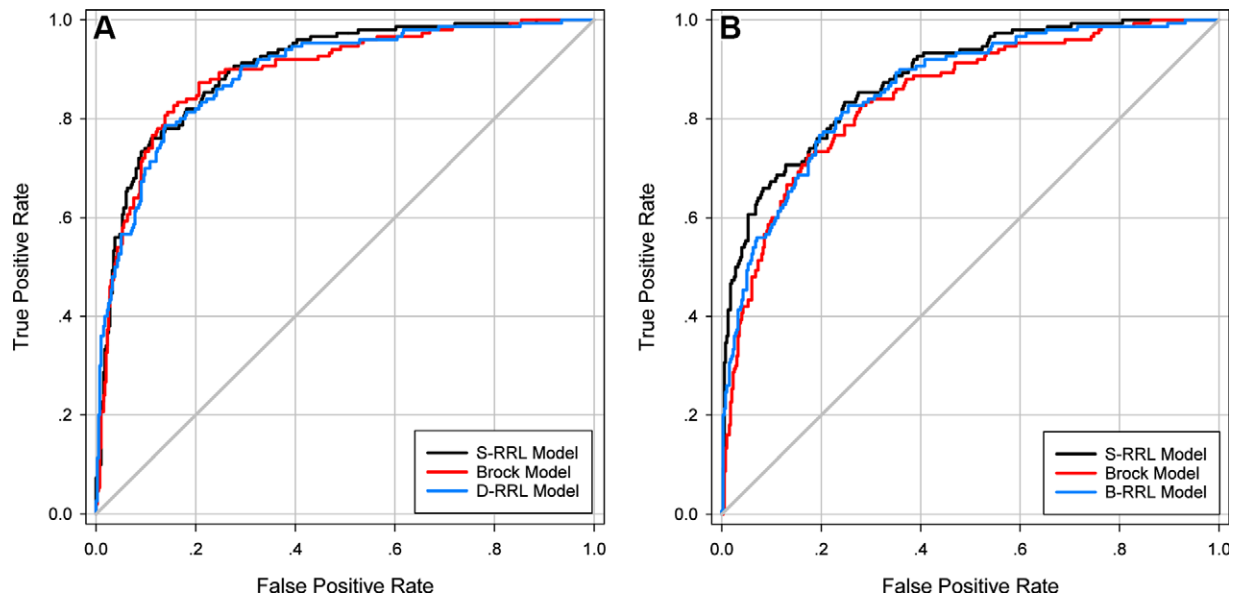 A
True Positive Rate
1.0
.8
.6
.4
.2
0.0
S-RRL Model
Brock Model
D-RRL Model
0.0 .2 .4 .6 .8 1.0
False Positive Rate
B
True Positive Rate
1.0
.8
.6
.4
.2
0.0
S-RRL Model
Brock Model
B-RRL Model
0.0 .2 .4 .6 .8 1.0
False Positive Rate